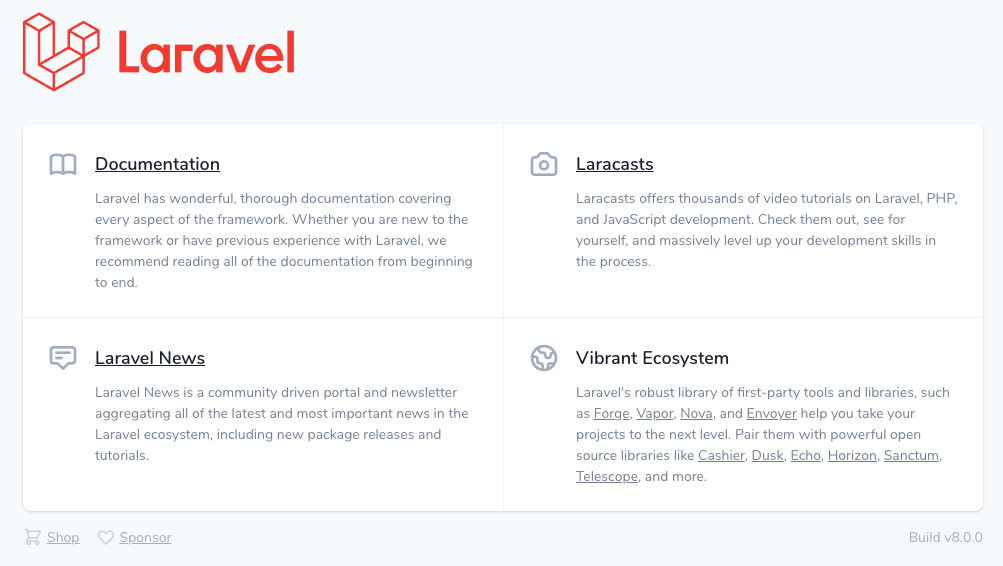 Laravel
Documentation
Laravel has wonderful, thorough documentation covering
every aspect of the framework. Whether you are new to the
framework or have previous experience with Laravel, we
recommend reading all of the documentation from beginning
to end.
Laracasts
Laracasts offers thousands of video tutorials on Laravel, PHP,
and JavaScript development. Check them out, see for
yourself, and massively level up your development skills in
the process.
Laravel News
Laravel News is a community driven portal and newsletter
aggregating all of the latest and most important news in the
Laravel ecosystem, including new package releases and
tutorials.
Vibrant Ecosystem
Laravel's robust library of first-party tools and libraries, such
as Forge, Vapor, Nova, and Envoyer help you take your
projects to the next level. Pair them with powerful open
source libraries like Cashier, Dusk, Echo, Horizon, Sanctum,
Telescope, and more.
Shop
Sponsor
Build v8.0.0